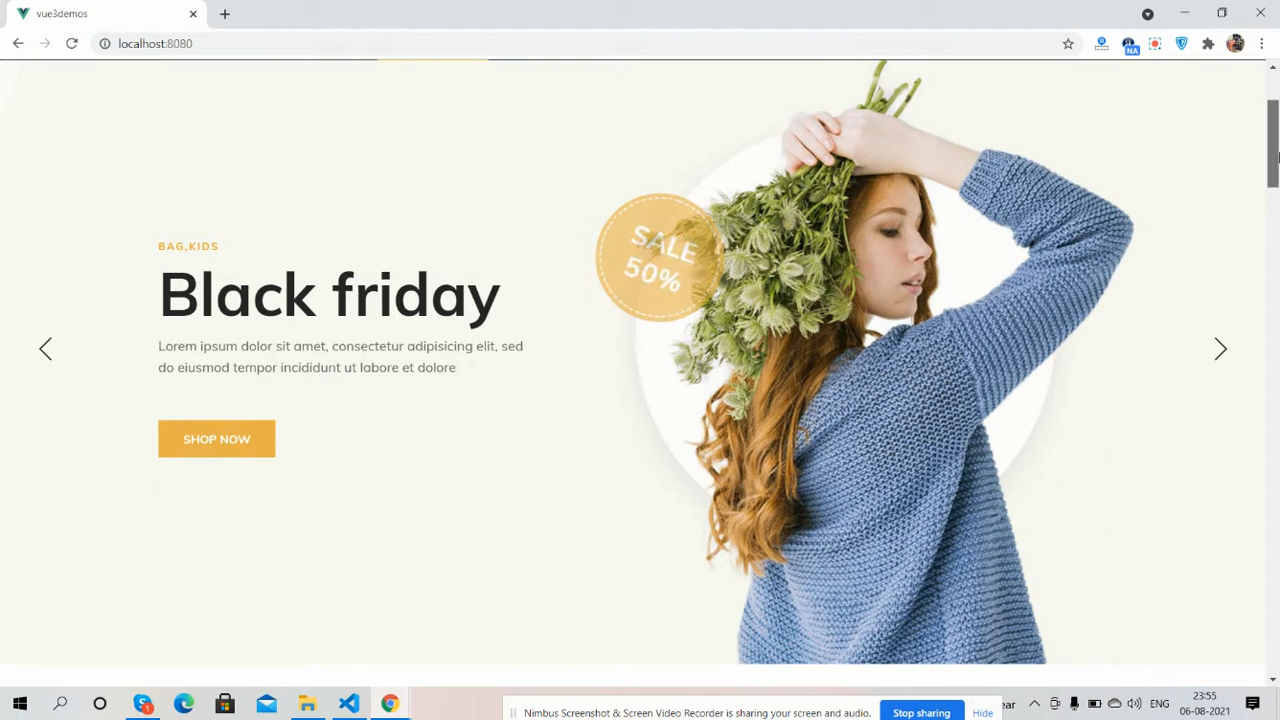 vue3demos
localhost:8080
NA
SALE
50%
BAG,KIDS
Black friday
Lorem ipsum dolor sit amet, consectetur adipisicing elit, sed
do eiusmod tempor incididunt ut labore et dolore
SHOP NOW
Nimbus Screenshot & Screen Video Recorder is sharing your screen and audio.
Stop sharing
Hide
ENG
23:55
06-08-2021